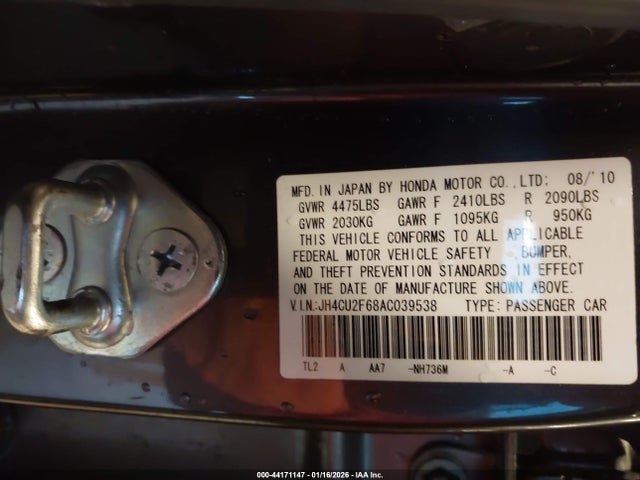 MFD. IN JAPAN BY HONDA MOTOR CO.,LTD: 08/'10
GVWR 4475LBS GAWR F 2410LBS R 2090LBS
GVWR 2030KG GAWR F 1095KG R 950KG
THIS VEHICLE CONFORMS TO ALL APPLICABLE
FEDERAL MOTOR VEHICLE SAFETY , BUMPER,
AND THEFT PREVENTION STANDARDS IN EFFECT
ON THE DATE OF MANUFACTURE SHOWN ABOVE.
V.I.N:JH4CU2F68AC039538 TYPE: PASSENGER CAR
TL2 A AA7 -NH736M -A -C
000-44171147 - 01/16/2026 - IAA Inc.